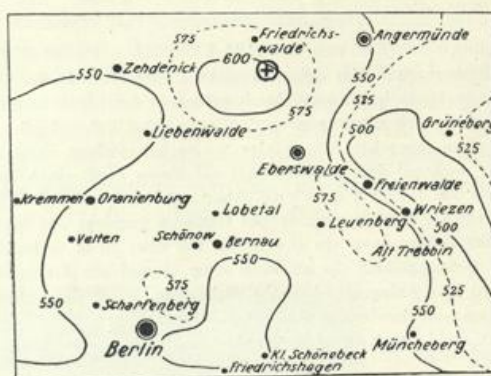 575
Friedrichs-
walde
Angermünde
550
Zehdenick
600
550
525
575
500
Grüneberg
Liebenwalde
525
Eberswalde
Kremmen
Oranienburg
Freienwalde
Lobetal
575
Leuenberg
Wriezen
Velten
Schönow
Bernau
500
Alt Trebbin
550
550
575
525
Scharfenberg
550
Berlin
Müncheberg
Kl. Schönebeck
Friedrichshagen